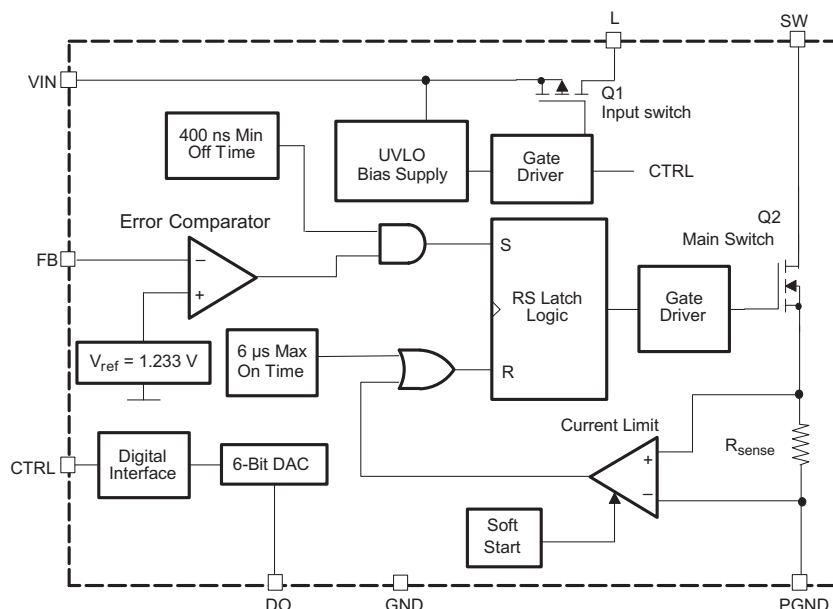 L
SW
VIN
Q1
Input switch
400 ns Min
Off Time
UVLO
Bias Supply
Gate
Driver
CTRL
Error Comparator
Q2
Main Switch
FB
−
+
S
RS Latch
Logic
Gate
Driver
Vref = 1.233 V
6 µs Max
On Time
R
Current Limit
Rsense
+
−
CTRL
Digital
Interface
6-Bit DAC
Soft
Start
DO
GND
PGND